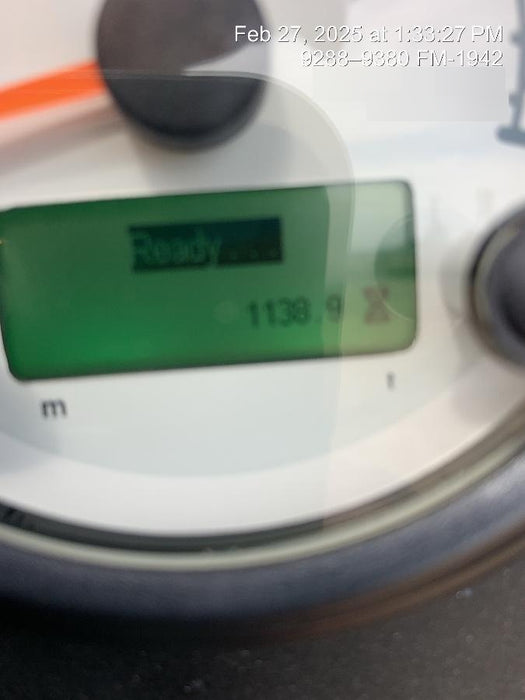 Feb 27, 2025 at 1:33:27 PM
9288–9380 FM-1942
Ready...
1138.9
m